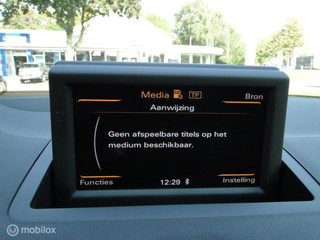 Media TP Bron
Aanwijzing
Geen afspeelbare titels op het
medium beschikbaar.
Functies 12:29 Instelling
mobilox